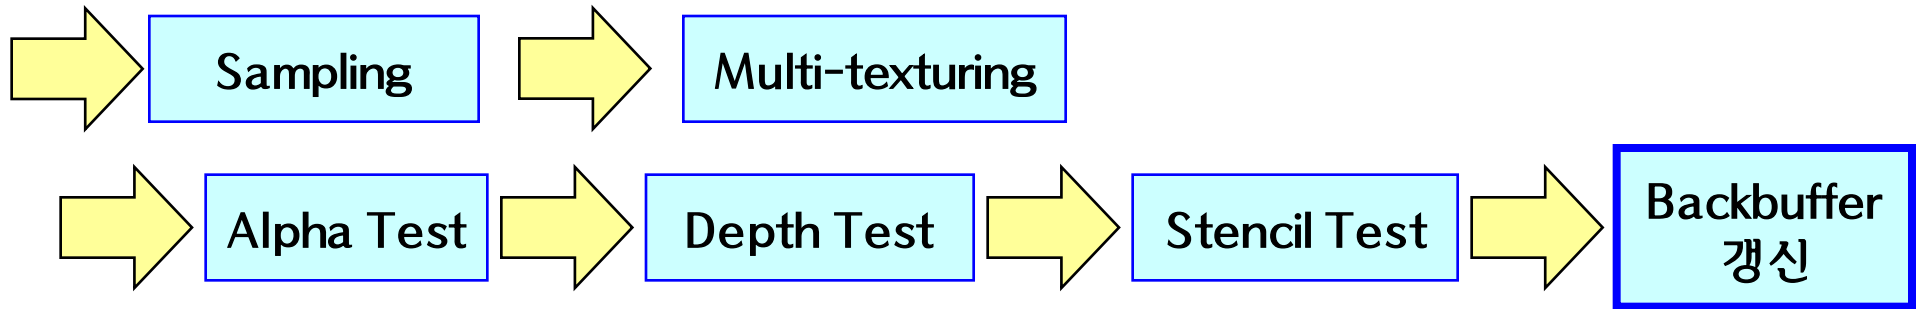 Sampling
Multi-texturing
Alpha Test
Depth Test
Stencil Test
Backbuffer
갱신